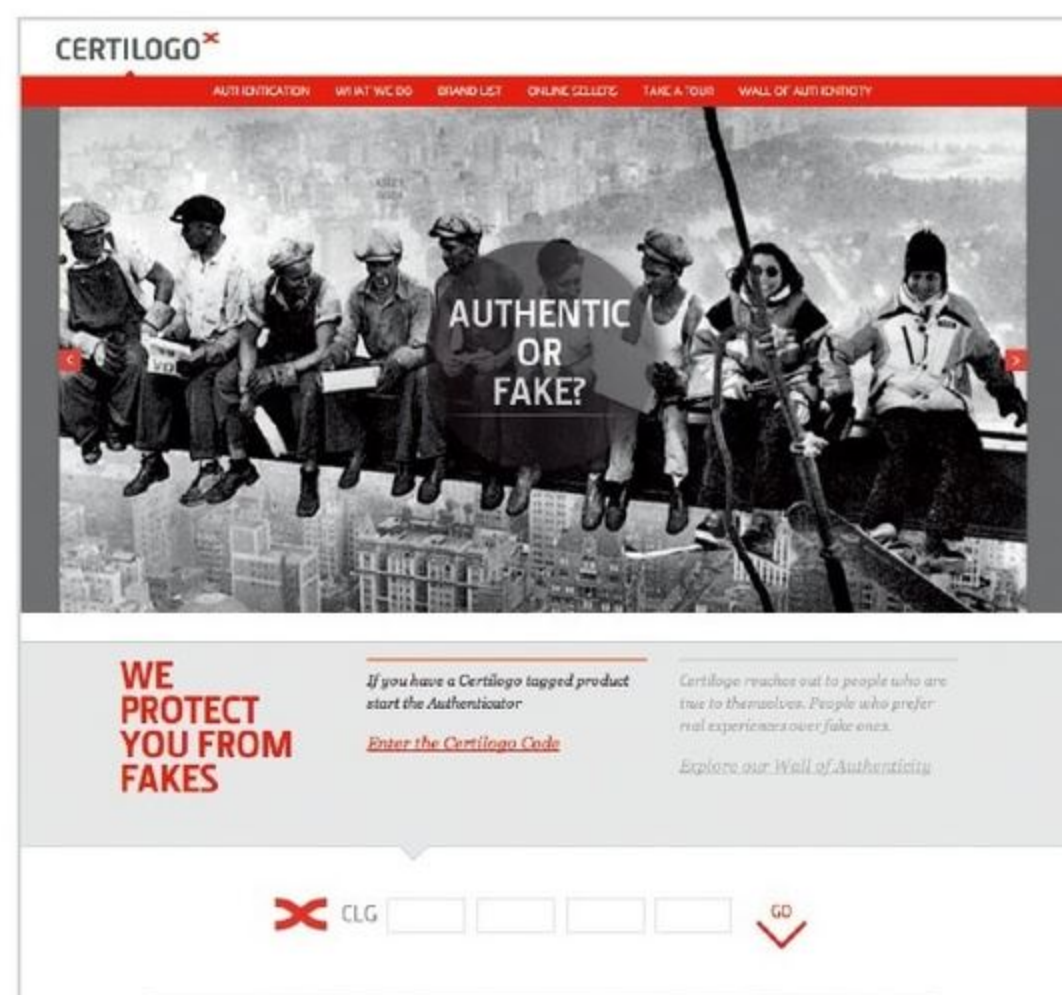 CERTILOGO
AUTHENTICATION WHAT WE DO BRAND LIST ONLINE SELLERS TAKE A TOUR WALL OF AUTHENTICITY
AUTHENTIC
OR
FAKE?
WE
PROTECT
YOU FROM
FAKES
If you have a Certilogo tagged product
start the Authenticator
Enter the Certilogo Code
Certilogo reaches out to people who are
true to themselves. People who prefer
real experiences over fake ones.
Explore our Wall of Authenticity
CLG
GO